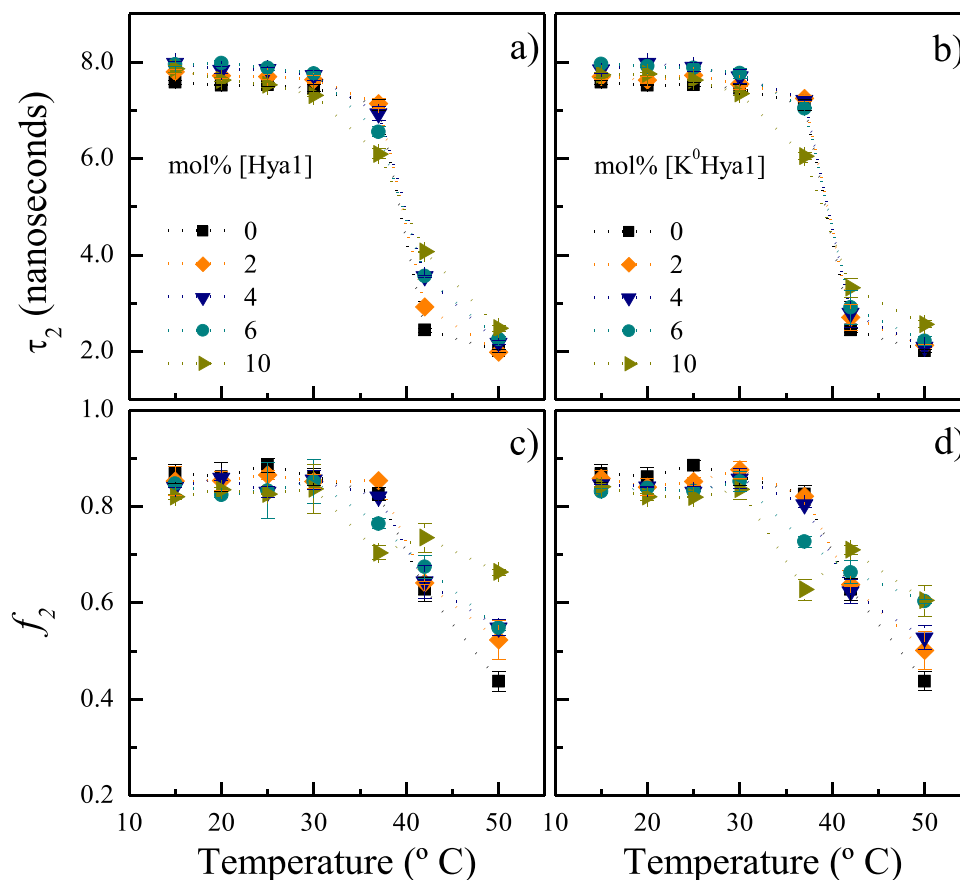 a)
b)
8.0
6.0
4.0
2.0
τ₂ (nanoseconds)
mol% [Hya1]
0
2
4
6
10
mol% [K⁰Hya1]
0
2
4
6
10
c)
d)
1.0
0.8
0.6
0.4
0.2
f₂
10 20 30 40 50
10 20 30 40 50
Temperature (º C)
Temperature (º C)